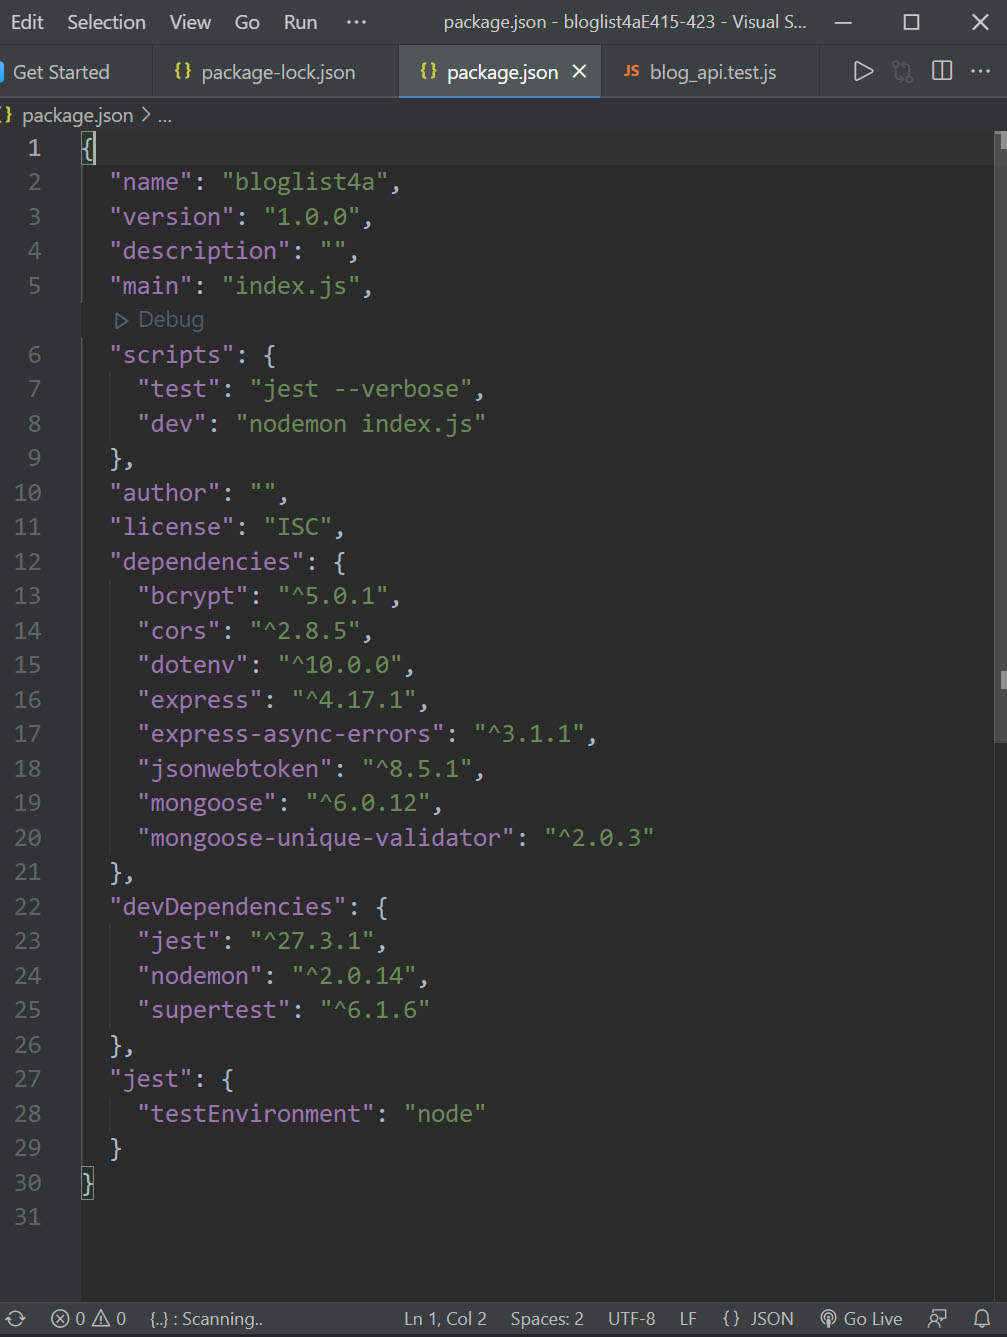 Edit Selection View Go Run ··· package.json - bloglist4aE415-423 - Visual S...
Get Started {} package-lock.json {} package.json JS blog_api.test.js ···
{} package.json > ...
1 {
2 "name": "bloglist4a",
3 "version": "1.0.0",
4 "description": "",
5 "main": "index.js",
Debug
6 "scripts": {
7 "test": "jest --verbose",
8 "dev": "nodemon index.js"
9 },
10 "author": "",
11 "license": "ISC",
12 "dependencies": {
13 "bcrypt": "^5.0.1",
14 "cors": "^2.8.5",
15 "dotenv": "^10.0.0",
16 "express": "^4.17.1",
17 "express-async-errors": "^3.1.1",
18 "jsonwebtoken": "^8.5.1",
19 "mongoose": "^6.0.12",
20 "mongoose-unique-validator": "^2.0.3"
21 },
22 "devDependencies": {
23 "jest": "^27.3.1",
24 "nodemon": "^2.0.14",
25 "supertest": "^6.1.6"
26 },
27 "jest": {
28 "testEnvironment": "node"
29 }
30 }
31
0 0 {..} : Scanning.. Ln 1, Col 2 Spaces: 2 UTF-8 LF {} JSON Go Live